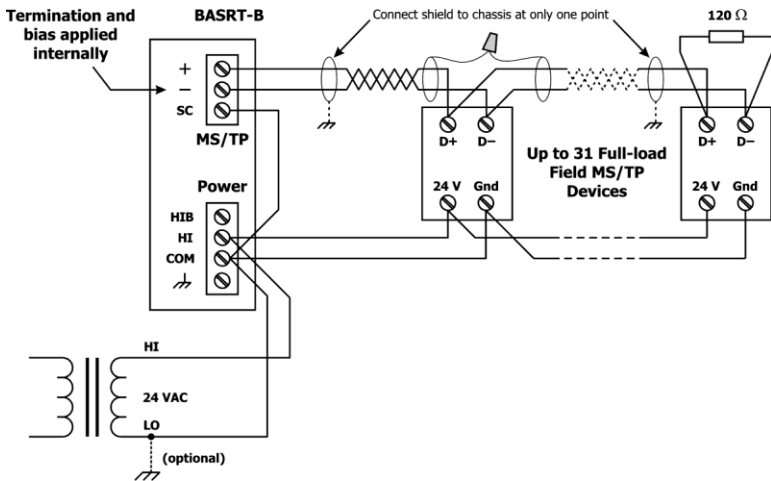 Termination and
bias applied
internally
BASRT-B
Connect shield to chassis at only one point
120 Ω
+
−
SC
MS/TP
D+
D−
D+
D−
Up to 31 Full-load
Field MS/TP
Devices
24 V
Gnd
24 V
Gnd
Power
HIB
HI
COM
HI
24 VAC
LO
(optional)